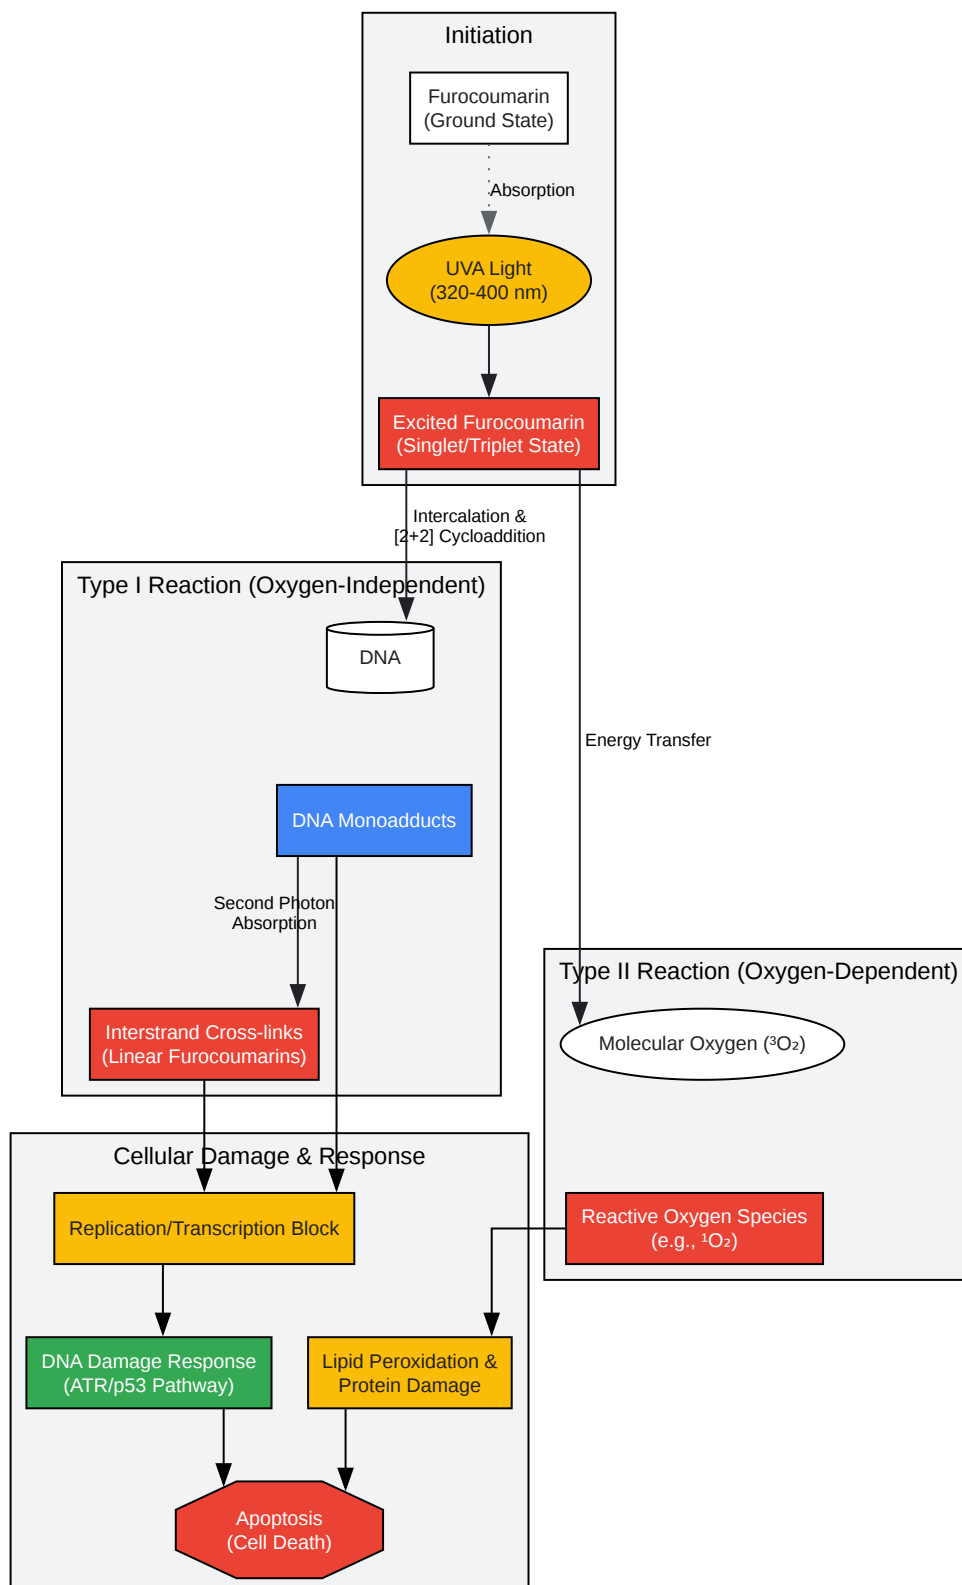 Initiation
Furocoumarin
(Ground State)
Absorption
UVA Light
(320-400 nm)
Excited Furocoumarin
(Singlet/Triplet State)
Intercalation &
[2+2] Cycloaddition
Type I Reaction (Oxygen-Independent)
DNA
Energy Transfer
DNA Monoadducts
Second Photon
Absorption
Type II Reaction (Oxygen-Dependent)
Interstrand Cross-links
(Linear Furocoumarins)
Molecular Oxygen (³O₂)
Cellular Damage & Response
Replication/Transcription Block
Reactive Oxygen Species
(e.g., ¹O₂)
DNA Damage Response
(ATR/p53 Pathway)
Lipid Peroxidation &
Protein Damage
Apoptosis
(Cell Death)